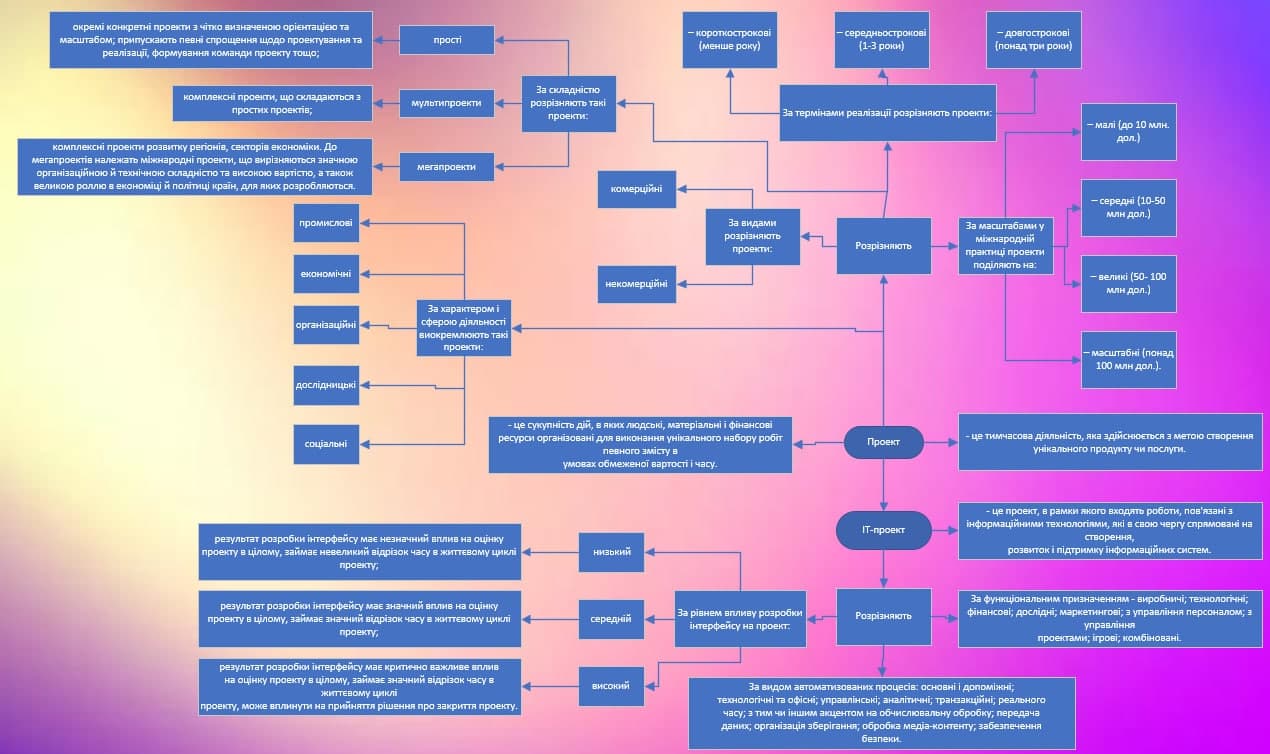 окремі конкретні проекти з чітко визначеною орієнтацією та
масштабом; припускають певні спрощення щодо проектування та
реалізації, формування команди проекту тощо;
прості
– короткострокові
(менше року)
– середньострокові
(1-3 роки)
– довгострокові
(понад три роки)
комплексні проекти, що складаються з
простих проектів;
мультипроекти
За складністю
розрізняють такі
проекти:
За термінами реалізації розрізняють проекти:
– малі (до 10 млн.
дол.)
комплексні проекти розвитку регіонів, секторів економіки. До
мегапроектів належать міжнародні проекти, що вирізняються значною
організаційною й технічною складністю та високою вартістю, а також
великою роллю в економіці й політиці країн, для яких розробляються.
мегапроекти
комерційні
– середні (10-50
млн дол.)
промислові
За видами
розрізняють
проекти:
Розрізняють
За масштабами у
міжнародній
практиці проекти
поділяють на:
економічні
некомерційні
– великі (50- 100
млн дол.)
організаційні
За характером і
сферою діяльності
виокремлюють такі
проекти:
– масштабні (понад
100 млн дол.).
дослідницькі
соціальні
- це сукупність дій, в яких людські, матеріальні і фінансові
ресурси організовані для виконання унікального набору робіт
певного змісту в
умовах обмеженої вартості і часу.
Проект
- це тимчасова діяльність, яка здійснюється з метою створення
унікального продукту чи послуги.
ІТ-проект
- це проект, в рамки якого входять роботи, пов'язані з
інформаційними технологіями, які в свою чергу спрямовані на
створення,
розвиток і підтримку інформаційних систем.
результат розробки інтерфейсу має незначний вплив на оцінку
проекту в цілому, займає невеликий відрізок часу в життєвому циклі
проекту;
низький
результат розробки інтерфейсу має значний вплив на оцінку
проекту в цілому, займає значний відрізок часу в життєвому циклі
проекту;
середній
За рівнем впливу розробки
інтерфейсу на проект:
Розрізняють
За функціональним призначенням - виробничі; технологічні;
фінансові; дослідні; маркетингові; з управління персоналом; з
управління
проектами; ігрові; комбіновані.
результат розробки інтерфейсу має критично важливе вплив
на оцінку проекту в цілому, займає значний відрізок часу в
життєвому циклі
проекту, може вплинути на прийняття рішення про закриття проекту.
високий
За видом автоматизованих процесів: основні і допоміжні;
технологічні та офісні; управлінські; аналітичні; транзакційні; реального
часу; з тим чи іншим акцентом на обчислювальну обробку; передача
даних; організація зберігання; обробка медіа-контенту; забезпечення
безпеки.